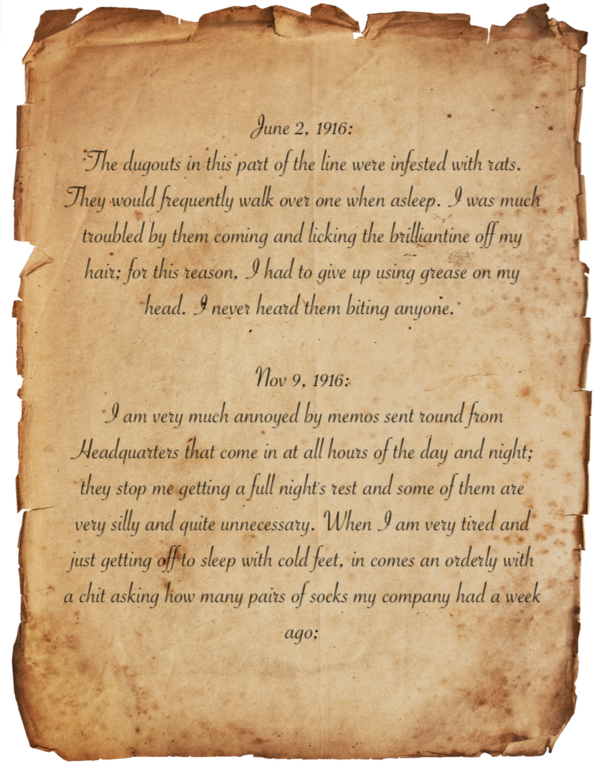 June 2, 1916:
The dugouts in this part of the line were infested with rats.
They would frequently walk over one when asleep. I was much
troubled by them coming and licking the brilliantine off my
hair; for this reason, I had to give up using grease on my
head. I never heard them biting anyone.
Nov 9, 1916:
I am very much annoyed by memos sent round from
Headquarters that come in at all hours of the day and night;
they stop me getting a full night's rest and some of them are
very silly and quite unnecessary. When I am very tired and
just getting off to sleep with cold feet, in comes an orderly with
a chit asking how many pairs of socks my company had a week
ago;